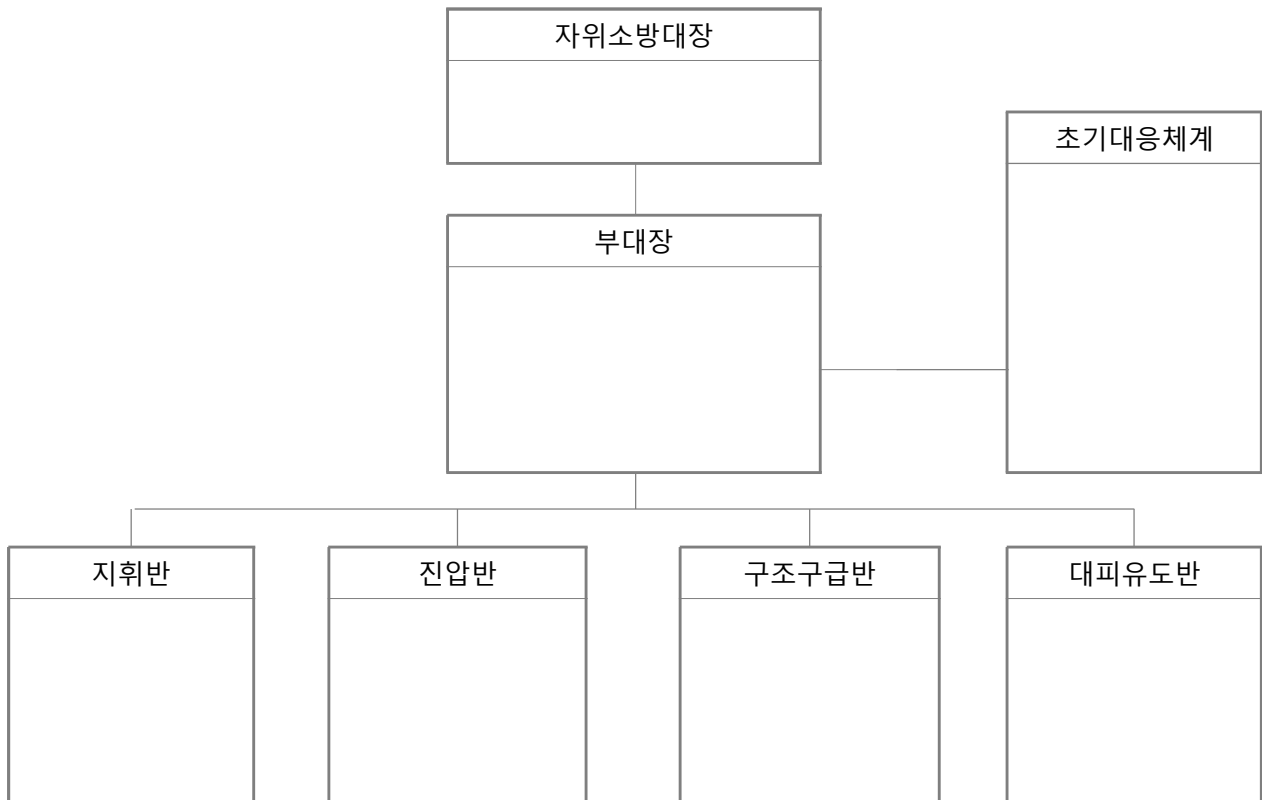 자위소방대장
초기대응체계
부대장
지휘반
진압반
구조구급반
대피유도반